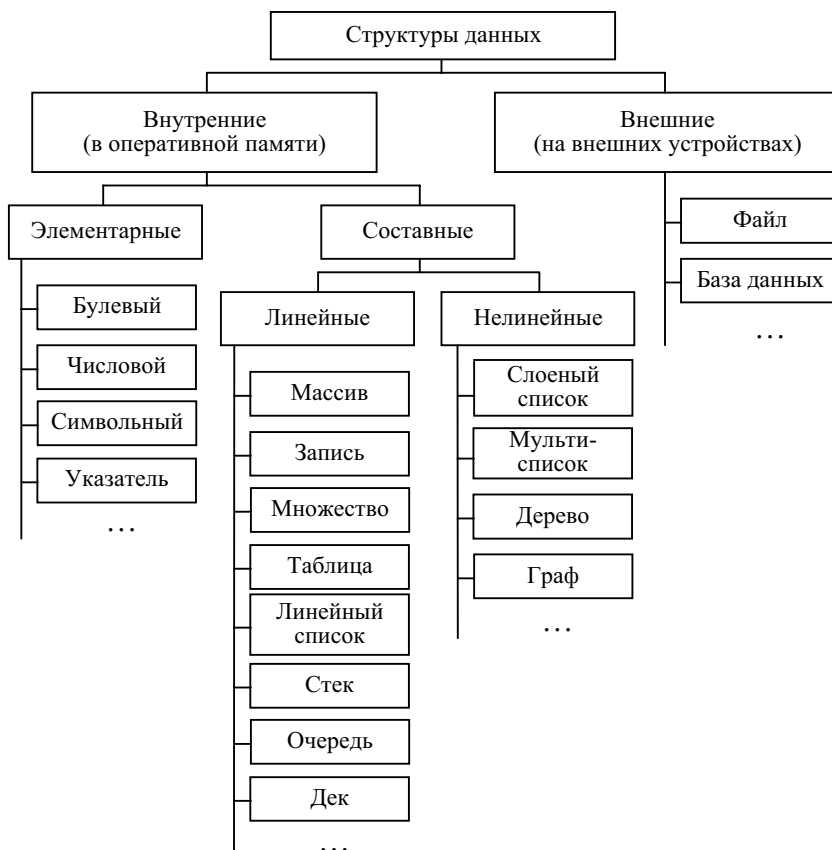 Структуры данных
Внутренние
(в оперативной памяти)
Внешние
(на внешних устройствах)
Элементарные
Составные
Файл
База данных
…
Булевый
Числовой
Символьный
Указатель
…
Линейные
Нелинейные
Массив
Запись
Множество
Таблица
Линейный
список
Стек
Очередь
Дек
…
Слоеный
список
Мульти-
список
Дерево
Граф
…